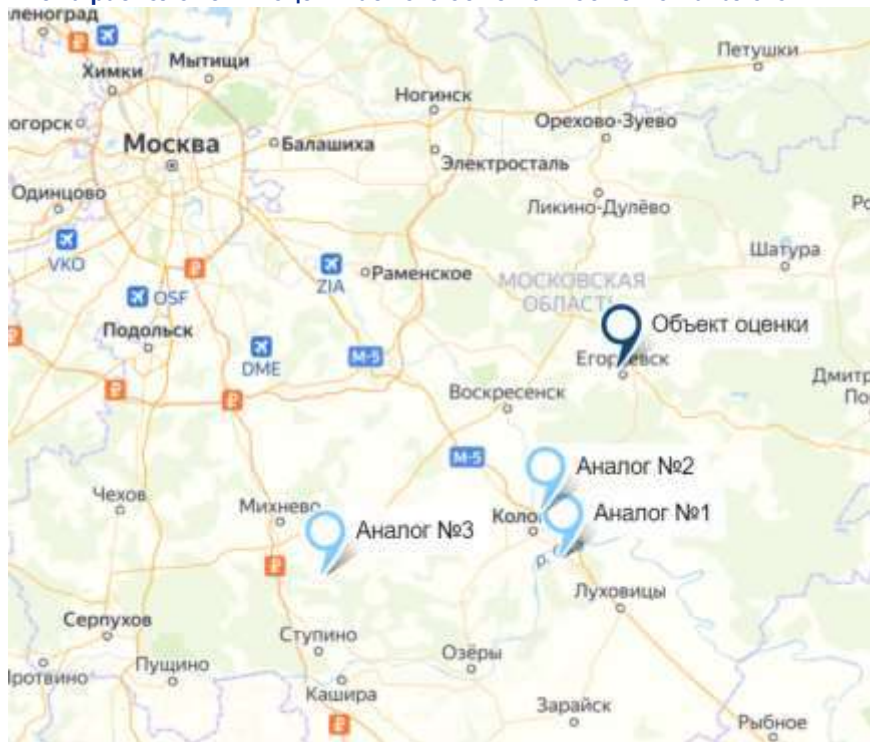 Петушки
Мытищи
Химки
Ногинск
Орехово-Зуево
Москва
Балашиха
Электросталь
Одинцово
Ликино-Дулёво
VKO
Шатура
ZIA
Раменское
МОСКОВСКАЯ
OSF
Подольск
Объект оценки
DME
М-5
Воскресенск
М-5
Аналог №2
Чехов
Михнево
Аналог №1
Аналог №3
Луховицы
Серпухов
Ступино
Озёры
Пущино
Кашира
Зарайск
Рыбное